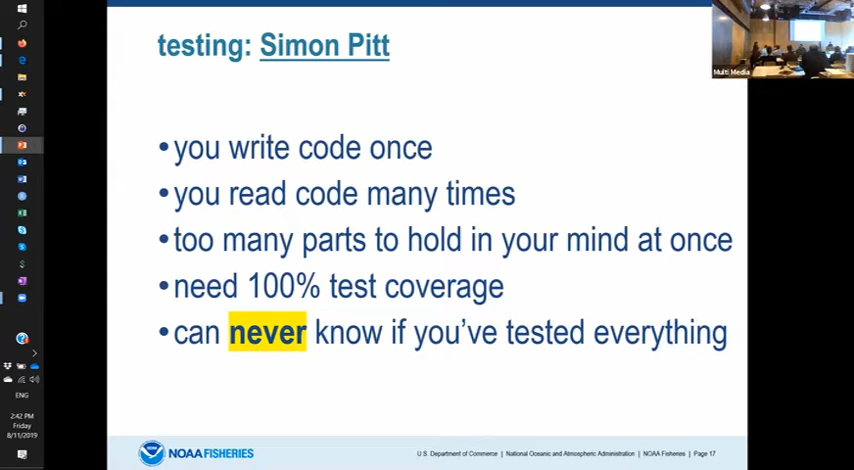 testing: Simon Pitt
Multi Media
•you write code once
•you read code many times
•too many parts to hold in your mind at once
•need 100% test coverage
•can never know if you've tested everything
ENG
2:42 PM
Friday
8/11/2019
NOAA FISHERIES
U.S. Department of Commerce | National Oceanic and Atmospheric Administration | NOAA Fisheries | Page 17